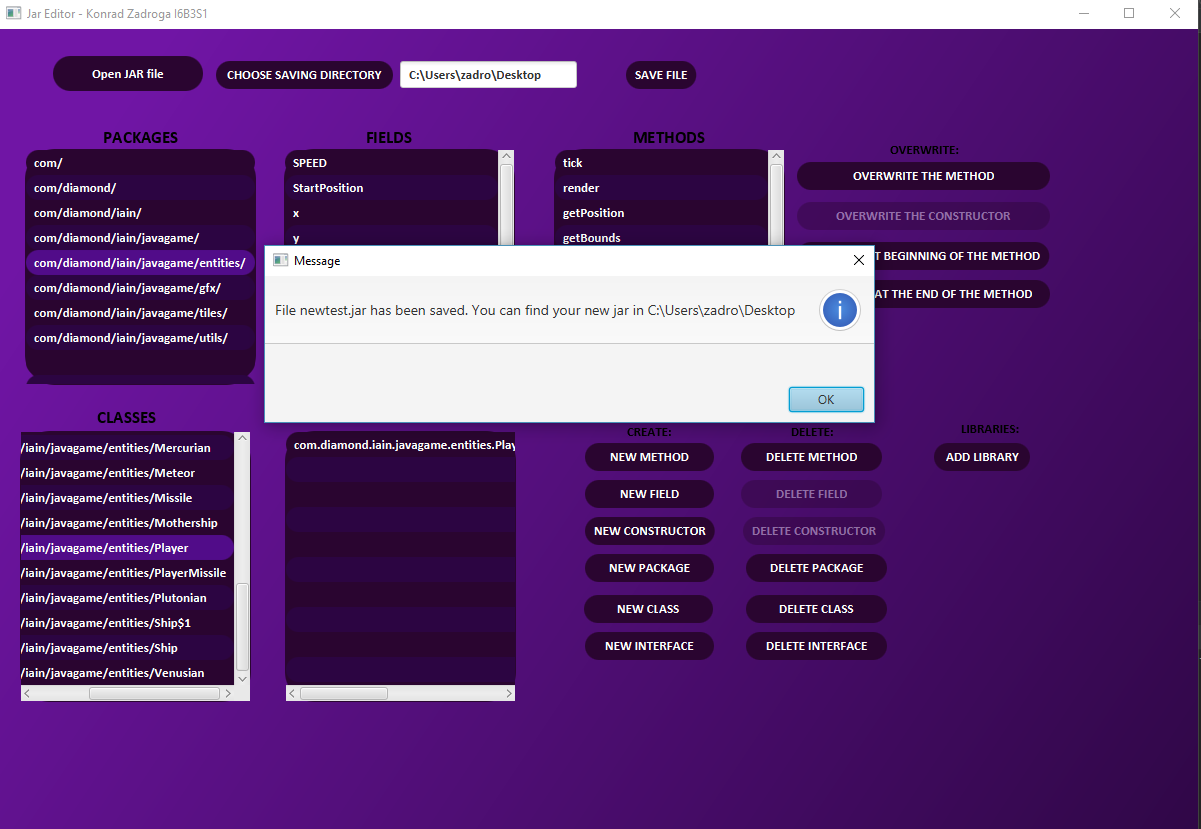 Jar Editor - Konrad Zadroga I6B3S1
Open JAR file
CHOOSE SAVING DIRECTORY
C:\Users\zadro\Desktop
SAVE FILE
PACKAGES
com/
com/diamond/
com/diamond/iain/
com/diamond/iain/javagame/
com/diamond/iain/javagame/entities/
com/diamond/iain/javagame/gfx/
com/diamond/iain/javagame/tiles/
com/diamond/iain/javagame/utils/
FIELDS
SPEED
StartPosition
x
y
METHODS
tick
render
getPosition
getBounds
OVERWRITE:
OVERWRITE THE METHOD
OVERWRITE THE CONSTRUCTOR
T BEGINNING OF THE METHOD
AT THE END OF THE METHOD
Message
File newtest.jar has been saved. You can find your new jar in C:\Users\zadro\Desktop
i
OK
CLASSES
/iain/javagame/entities/Mercurian
/iain/javagame/entities/Meteor
/iain/javagame/entities/Missile
/iain/javagame/entities/Mothership
/iain/javagame/entities/Player
/iain/javagame/entities/PlayerMissile
/iain/javagame/entities/Plutonian
/iain/javagame/entities/Ship$1
/iain/javagame/entities/Ship
/iain/javagame/entities/Venusian
com.diamond.iain.javagame.entities.Play
CREATE:
NEW METHOD
NEW FIELD
NEW CONSTRUCTOR
NEW PACKAGE
NEW CLASS
NEW INTERFACE
DELETE:
DELETE METHOD
DELETE FIELD
DELETE CONSTRUCTOR
DELETE PACKAGE
DELETE CLASS
DELETE INTERFACE
LIBRARIES:
ADD LIBRARY